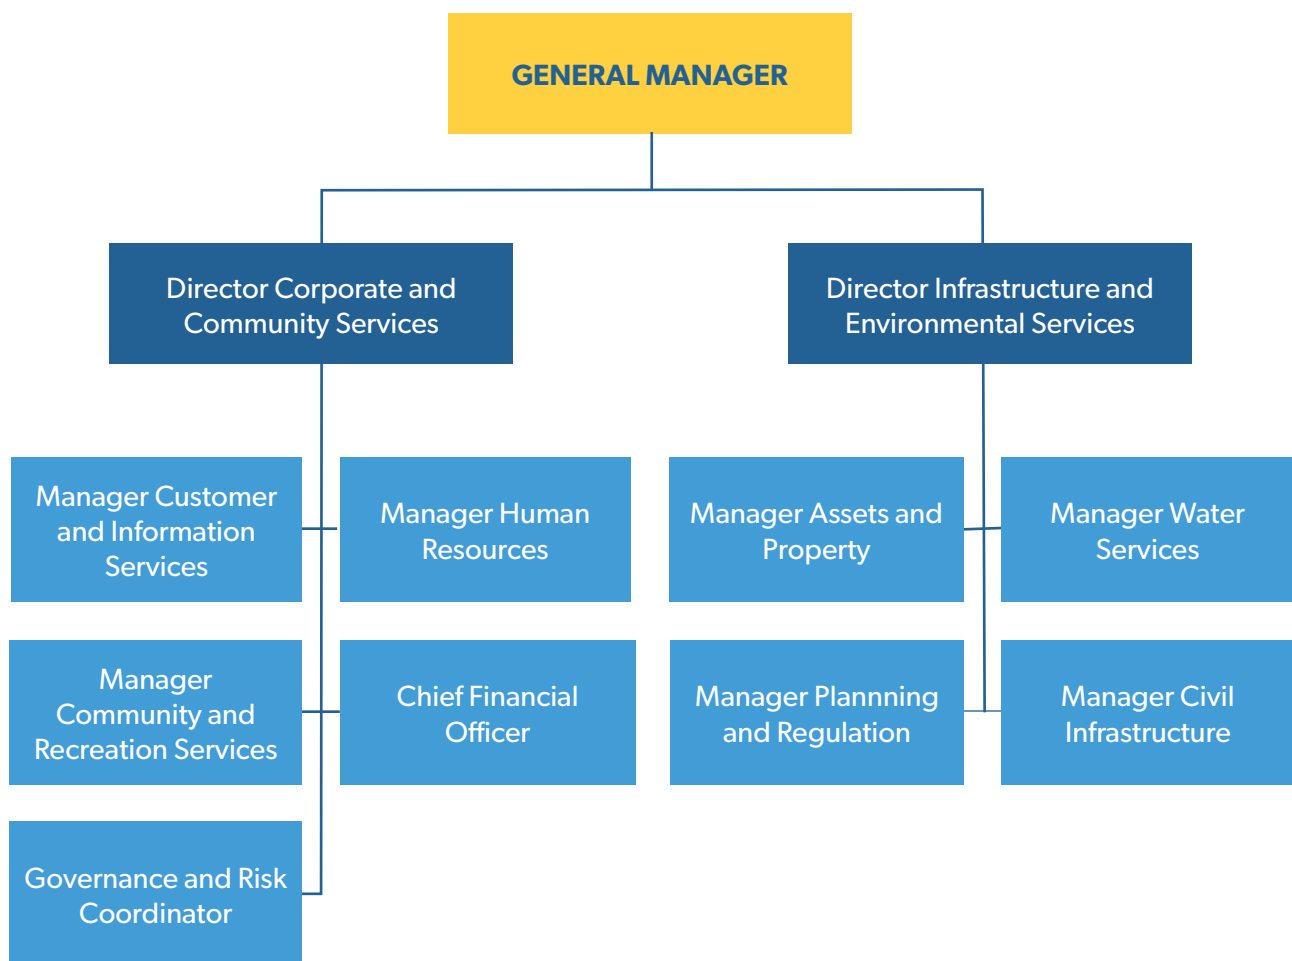 GENERAL MANAGER
Director Corporate and
Community Services
Director Infrastructure and
Environmental Services
Manager Customer
and Information
Services
Manager Human
Resources
Manager Assets and
Property
Manager Water
Services
Manager
Community and
Recreation Services
Chief Financial
Officer
Manager Plannning
and Regulation
Manager Civil
Infrastructure
Governance and Risk
Coordinator